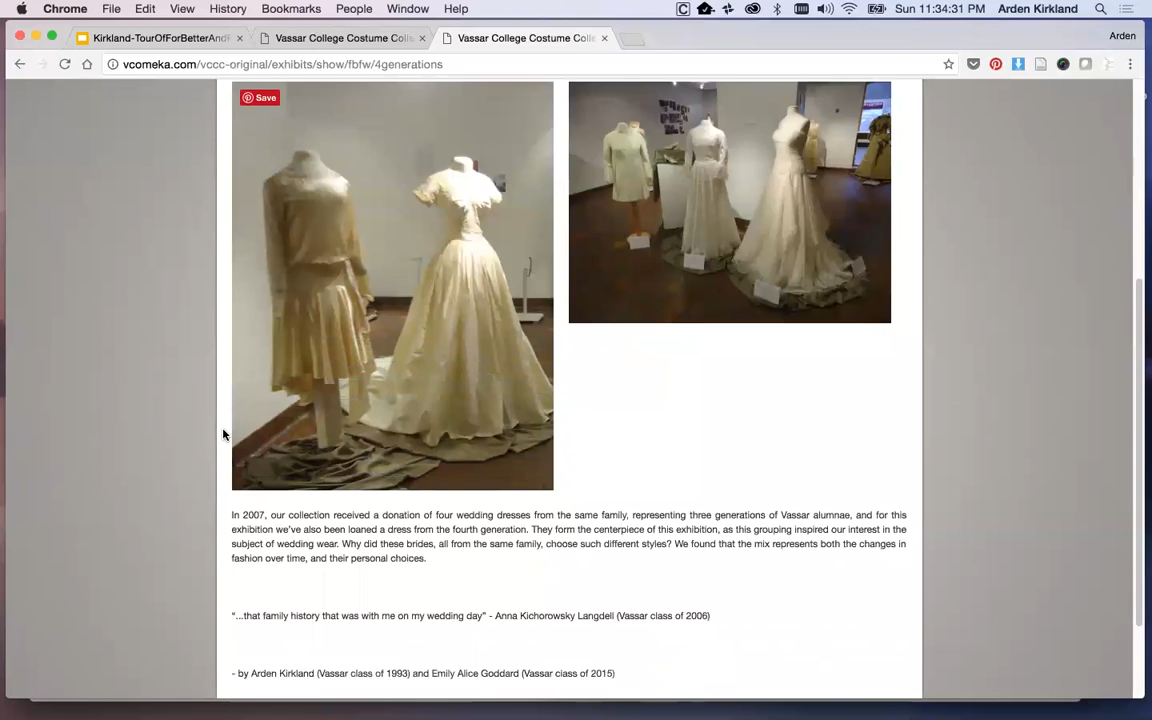 Chrome File Edit View History Bookmarks People Window Help Sun 11:34:31 PM Arden Kirkland
Kirkland-TourOfForBetterAnd Vassar College Costume Colle Vassar College Costume Colle Arden
vcomeka.com/vccc-original/exhibits/show/fbfw/4generations
Save
In 2007, our collection received a donation of four wedding dresses from the same family, representing three generations of Vassar alumnae, and for this
exhibition we've also been loaned a dress from the fourth generation. They form the centerpiece of this exhibition, as this grouping inspired our interest in the
subject of wedding wear. Why did these brides, all from the same family, choose such different styles? We found that the mix represents both the changes in
fashion over time, and their personal choices.
"...that family history that was with me on my wedding day" - Anna Kichorowsky Langdell (Vassar class of 2006)
- by Arden Kirkland (Vassar class of 1993) and Emily Alice Goddard (Vassar class of 2015)